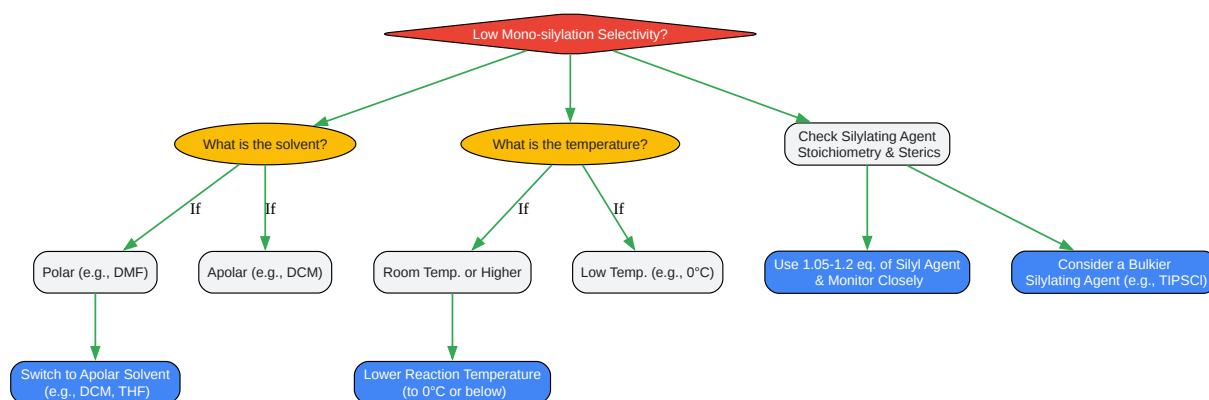 Low Mono-silylation Selectivity?
What is the solvent?
What is the temperature?
Check Silylating Agent
Stoichiometry & Sterics
If
If
If
If
Polar (e.g., DMF)
Apolar (e.g., DCM)
Room Temp. or Higher
Low Temp. (e.g., 0°C)
Use 1.05-1.2 eq. of Silyl Agent
& Monitor Closely
Consider a Bulkier
Silylating Agent (e.g., TIPSCl)
Switch to Apolar Solvent
(e.g., DCM, THF)
Lower Reaction Temperature
(to 0°C or below)